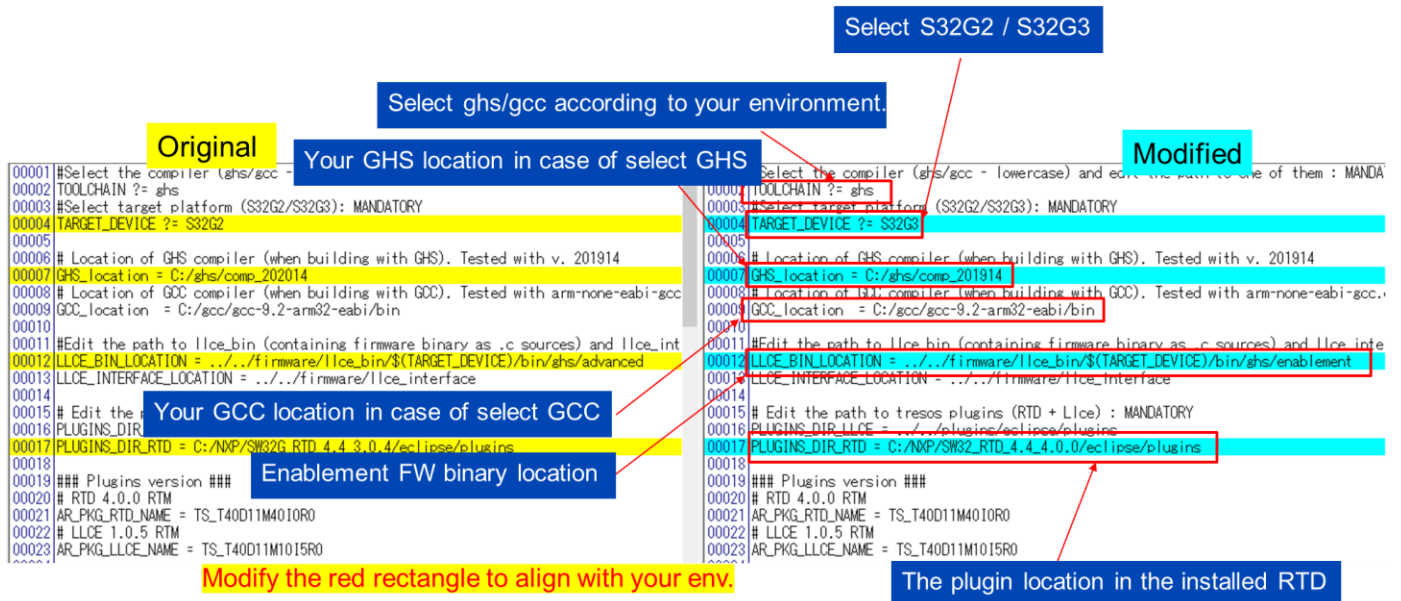 Select S32G2 / S32G3
Select ghs/gcc according to your environment.
Original
Your GHS location in case of select GHS
Modified
00001 #Select the compiler (ghs/gcc -
00002 TOOLCHAIN ?= ghs
00003 #Select target platform (S32G2/S32G3): MANDATORY
00004 TARGET_DEVICE ?= S32G2
00005
00006 # Location of GHS compiler (when building with GHS). Tested with v. 201914
00007 GHS_location = C:/ghs/comp_202014
00008 # Location of GCC compiler (when building with GCC). Tested with arm-none-eabi-gcc
00009 GCC_location  = C:/gcc/gcc-9.2-arm32-eabi/bin
00010
00011 #Edit the path to llce_bin (containing firmware binary as .c sources) and llce_int
00012 LLCE_BIN_LOCATION = ../../firmware/llce_bin/$(TARGET_DEVICE)/bin/ghs/advanced
00013 LLCE_INTERFACE_LOCATION = ../../firmware/llce_interface
00014
00015 # Edit the
00016 PLUGINS_DIR
00017 PLUGINS_DIR_RTD = C:/NXP/SW32G_RTD_4.4_3.0.4/eclipse/plugins
00018
00019 ### Plugins version ###
00020 # RTD 4.0.0 RTM
00021 AR_PKG_RTD_NAME = TS_T40D11M40I0R0
00022 # LLCE 1.0.5 RTM
00023 AR_PKG_LLCE_NAME = TS_T40D11M10I5R0
Select the compiler (ghs/gcc - lowercase) and edit the path to one of them : MANDA
00002 TOOLCHAIN ?= ghs
00003 #Select target platform (S32G2/S32G3): MANDATORY
00004 TARGET_DEVICE ?= S32G3
00005
00006 # Location of GHS compiler (when building with GHS). Tested with v. 201914
00007 GHS_location = C:/ghs/comp_201914
00008 # Location of GCC compiler (when building with GCC). Tested with arm-none-eabi-gcc.
00009 GCC_location  = C:/gcc/gcc-9.2-arm32-eabi/bin
00010
00011 #Edit the path to llce_bin (containing firmware binary as .c sources) and llce_inte
00012 LLCE_BIN_LOCATION = ../../firmware/llce_bin/$(TARGET_DEVICE)/bin/ghs/enablement
00013 LLCE_INTERFACE_LOCATION = ../../firmware/llce_interface
00014
00015 # Edit the path to tresos plugins (RTD + Llce) : MANDATORY
00016 PLUGINS_DIR_LLCE = ../../plugins/eclipse/plugins
00017 PLUGINS_DIR_RTD = C:/NXP/SW32_RTD_4.4_4.0.0/eclipse/plugins
00018
00019 ### Plugins version ###
00020 # RTD 4.0.0 RTM
00021 AR_PKG_RTD_NAME = TS_T40D11M40I0R0
00022 # LLCE 1.0.5 RTM
00023 AR_PKG_LLCE_NAME = TS_T40D11M10I5R0
Your GCC location in case of select GCC
Enablement FW binary location
Modify the red rectangle to align with your env.
The plugin location in the installed RTD